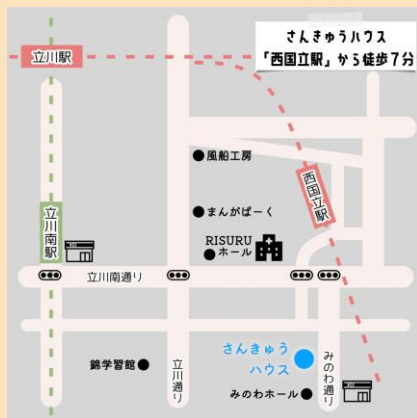 さんきゅうハウス
「西国立駅」から徒歩7分
立川駅
風船工房
西国立駅
まんがぱーく
立川南駅
RISURU
ホール
立川南通り
さんきゅう
ハウス
錦学習館
立川通り
みのわ通り
みのわホール